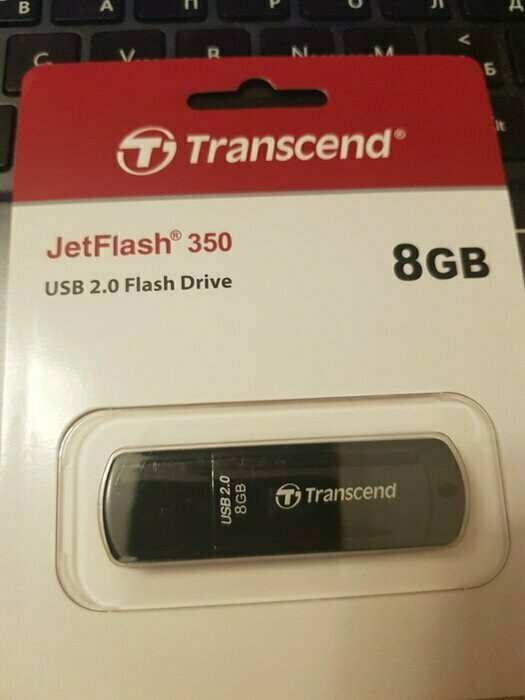 Transcend®
JetFlash® 350
8GB
USB 2.0 Flash Drive
USB 2.0
8GB
Transcend